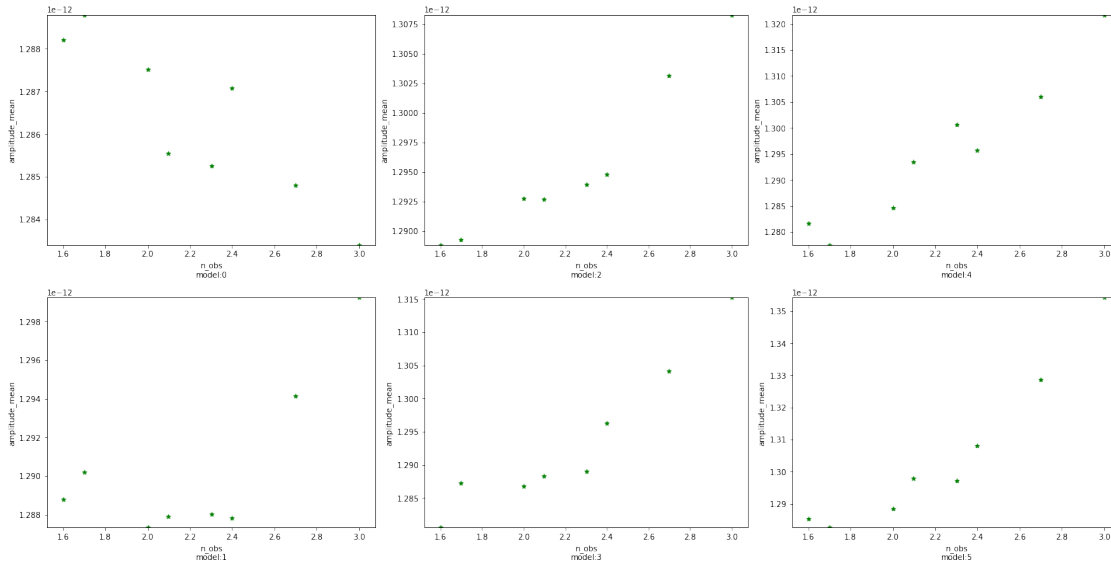 1e−12
1.288
1.287
1.286
1.285
1.284
amplitude_mean
1.6 1.8 2.0 2.2 2.4 2.6 2.8 3.0
n_obs
model:0
1e−12
1.3075
1.3050
1.3025
1.3000
1.2975
1.2950
1.2925
1.2900
amplitude_mean
1.6 1.8 2.0 2.2 2.4 2.6 2.8 3.0
n_obs
model:2
1e−12
1.320
1.315
1.310
1.305
1.300
1.295
1.290
1.285
1.280
amplitude_mean
1.6 1.8 2.0 2.2 2.4 2.6 2.8 3.0
n_obs
model:4
1e−12
1.298
1.296
1.294
1.292
1.290
1.288
amplitude_mean
1.6 1.8 2.0 2.2 2.4 2.6 2.8 3.0
n_obs
model:1
1e−12
1.315
1.310
1.305
1.300
1.295
1.290
1.285
amplitude_mean
1.6 1.8 2.0 2.2 2.4 2.6 2.8 3.0
n_obs
model:3
1e−12
1.35
1.34
1.33
1.32
1.31
1.30
1.29
amplitude_mean
1.6 1.8 2.0 2.2 2.4 2.6 2.8 3.0
n_obs
model:5